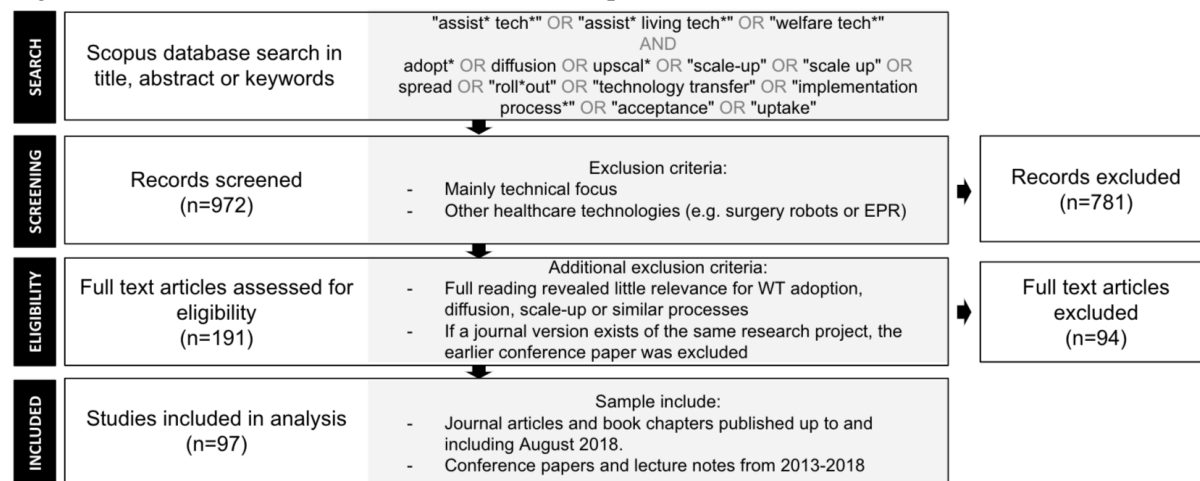 SEARCH
Scopus database search in
title, abstract or keywords
"assist* tech*" OR "assist* living tech*" OR "welfare tech*"
AND
adopt* OR diffusion OR upscal* OR "scale-up" OR "scale up" OR
spread OR "roll*out" OR "technology transfer" OR "implementation
process*" OR "acceptance" OR "uptake"
SCREENING
Records screened
(n=972)
Exclusion criteria:
- Mainly technical focus
- Other healthcare technologies (e.g. surgery robots or EPR)
Records excluded
(n=781)
ELIGIBILITY
Full text articles assessed for
eligibility
(n=191)
Additional exclusion criteria:
- Full reading revealed little relevance for WT adoption,
diffusion, scale-up or similar processes
- If a journal version exists of the same research project, the
earlier conference paper was excluded
Full text articles
excluded
(n=94)
INCLUDED
Studies included in analysis
(n=97)
Sample include:
- Journal articles and book chapters published up to and
including August 2018.
- Conference papers and lecture notes from 2013-2018